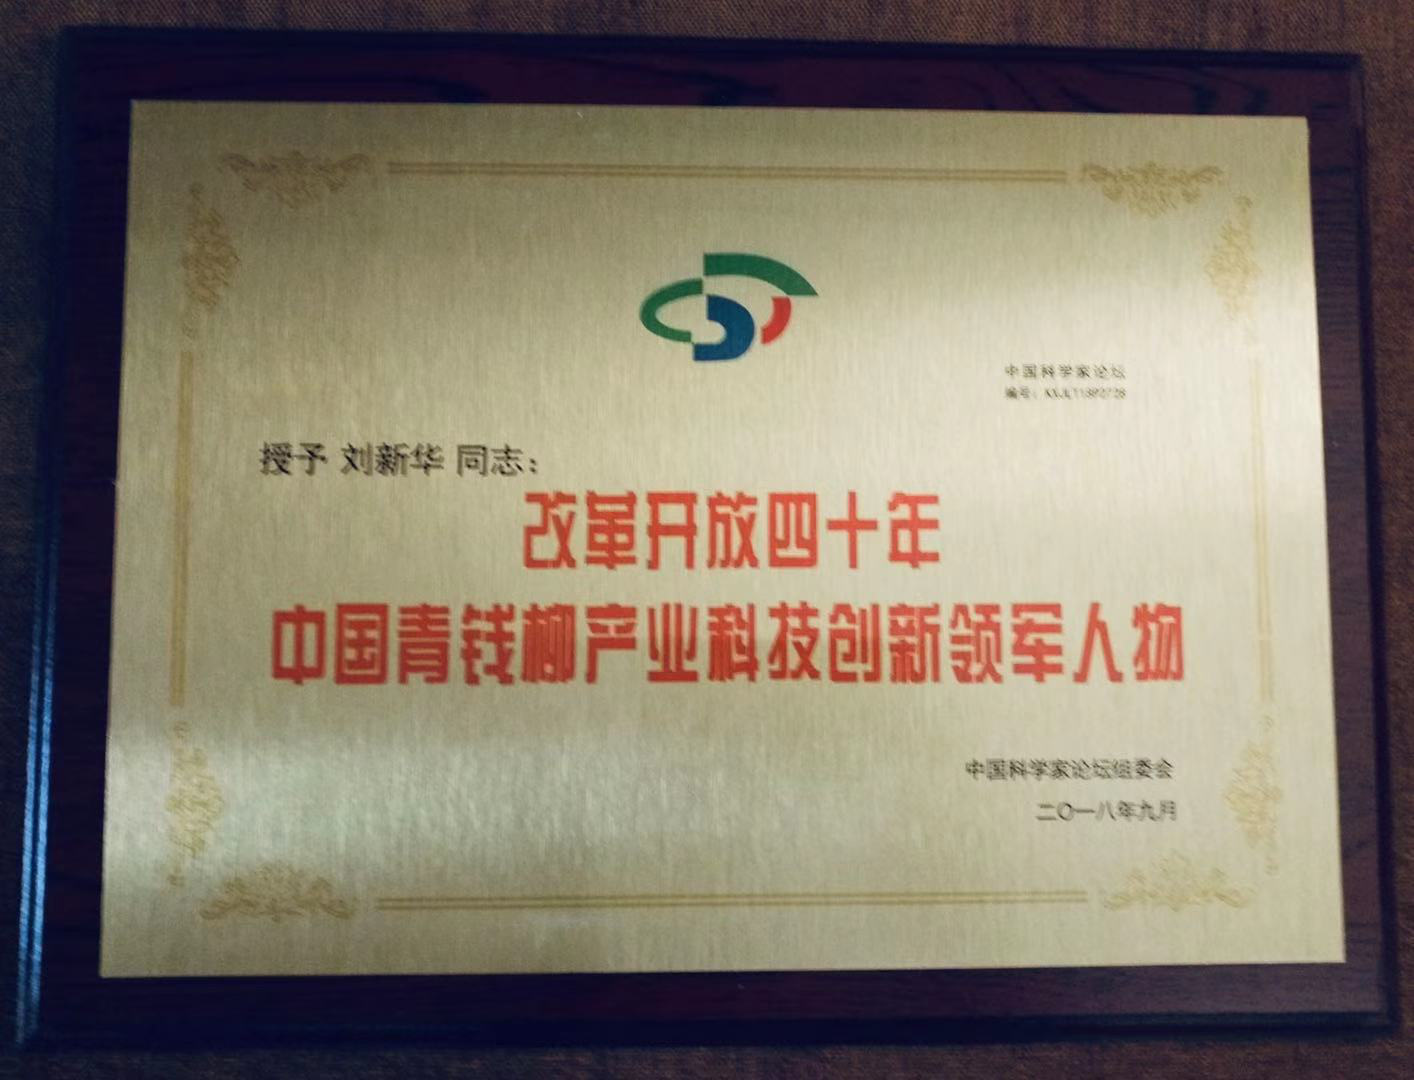 中国科学家论坛
编号：
授予 刘新华 同志：
改革开放四十年
中国青钱柳产业科技创新领军人物
中国科学家论坛组委会
二〇一八年九月